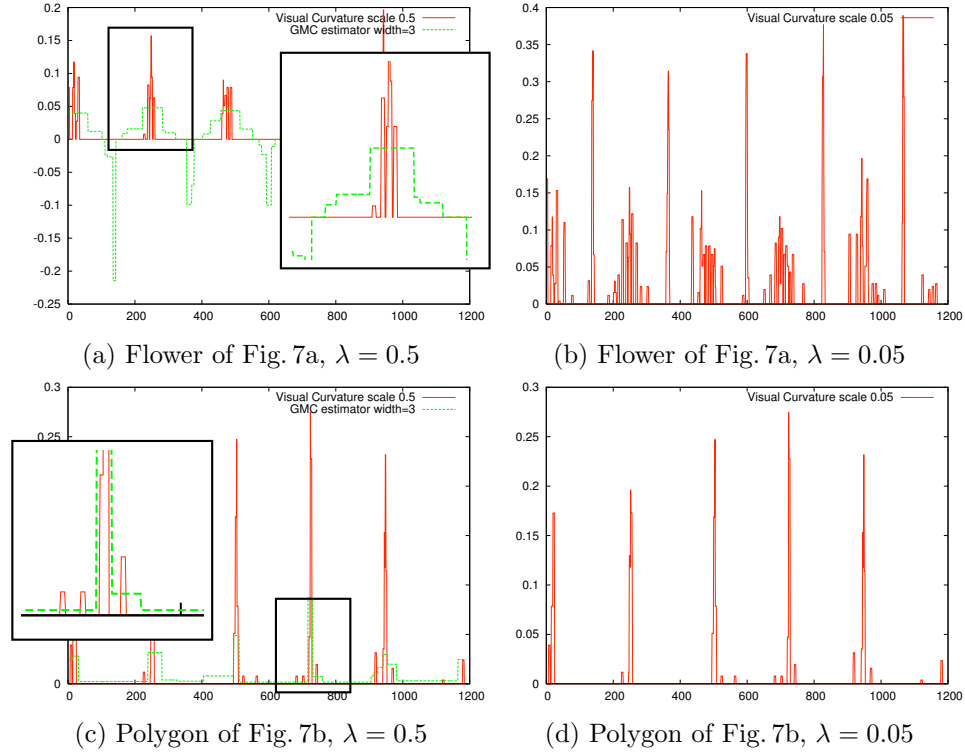 Visual Curvature scale 0.5
GMC estimator width=3
0.2
0.15
0.1
0.05
0
-0.05
-0.1
-0.15
-0.2
-0.25
0 200 400 600 800 1000 1200
(a) Flower of Fig. 7a, λ = 0.5
Visual Curvature scale 0.05
0.4
0.35
0.3
0.25
0.2
0.15
0.1
0.05
0
0 200 400 600 800 1000 1200
(b) Flower of Fig. 7a, λ = 0.05
Visual Curvature scale 0.5
GMC estimator width=3
0.3
0.25
0
0 200 400 600 800 1000 1200
(c) Polygon of Fig. 7b, λ = 0.5
Visual Curvature scale 0.05
0.3
0.25
0.2
0.15
0.1
0.05
0
0 200 400 600 800 1000 1200
(d) Polygon of Fig. 7b, λ = 0.05